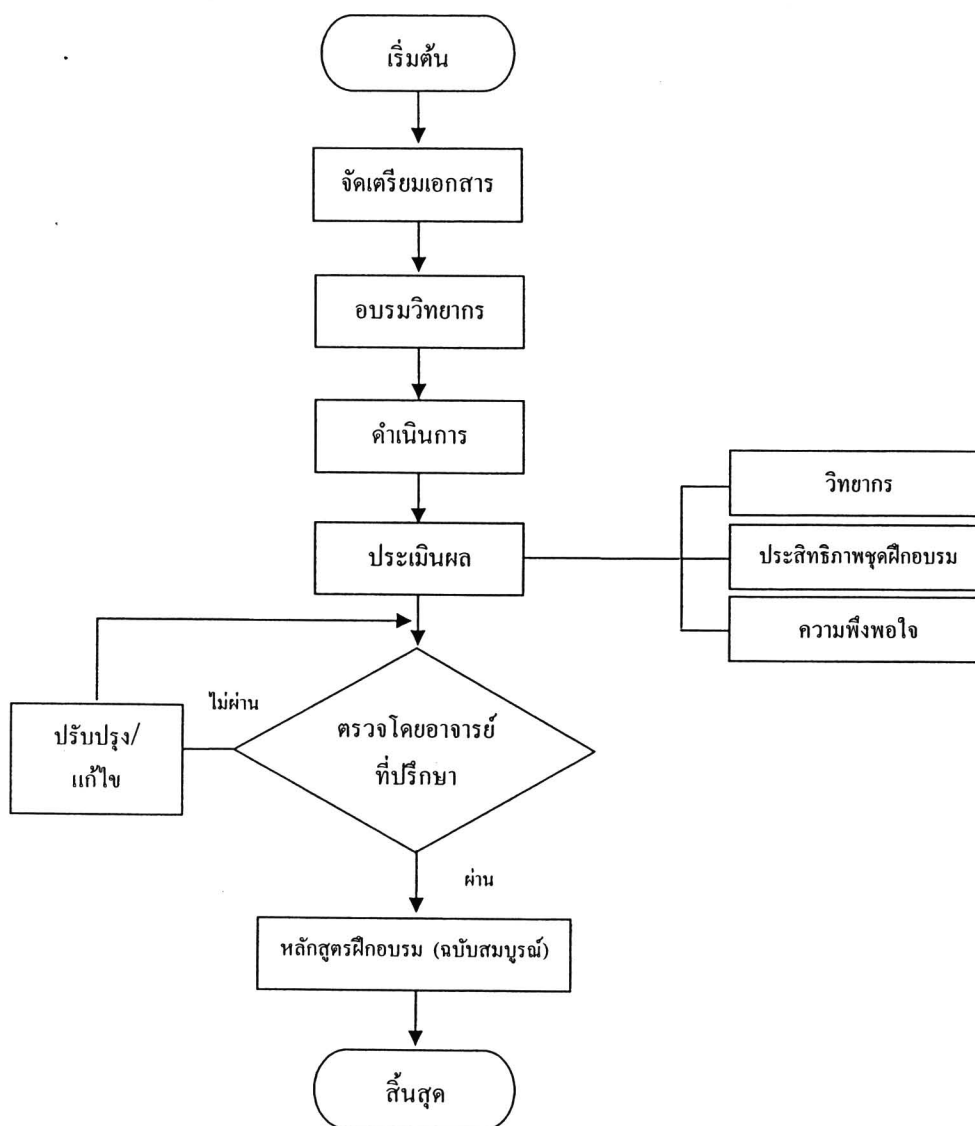 เริ่มต้น
จัดเตรียมเอกสาร
อบรมวิทยากร
ดำเนินการ
ประเมินผล
วิทยากร
ประสิทธิภาพชุดฝึกอบรม
ความพึงพอใจ
ไม่ผ่าน
ปรับปรุง/
แก้ไข
ตรวจโดยอาจารย์
ที่ปรึกษา
ผ่าน
หลักสูตรฝึกอบรม (ฉบับสมบูรณ์)
สิ้นสุด